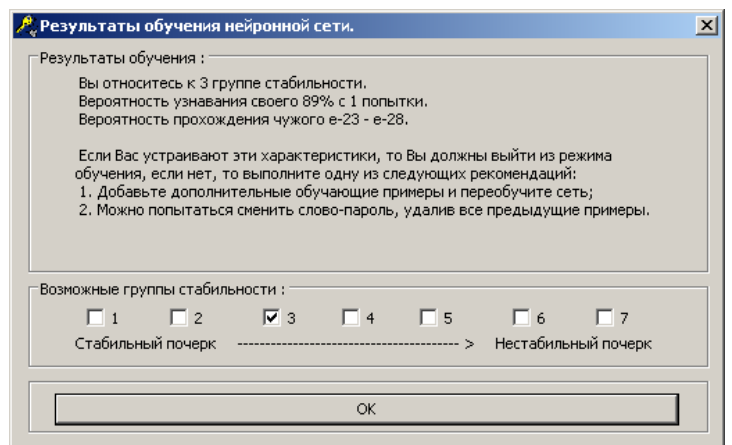 Результаты обучения нейронной сети.
Результаты обучения :
Вы относитесь к 3 группе стабильности.
Вероятность узнавания своего 89% с 1 попытки.
Вероятность прохождения чужого е-23 - е-28.
Если Вас устраивают эти характеристики, то Вы должны выйти из режима
обучения, если нет, то выполните одну из следующих рекомендаций:
1. Добавьте дополнительные обучающие примеры и переобучите сеть;
2. Можно попытаться сменить слово-пароль, удалив все предыдущие примеры.
Возможные группы стабильности :
1 2 3 4 5 6 7
Стабильный почерк ---------------------------------------- > Нестабильный почерк
OK